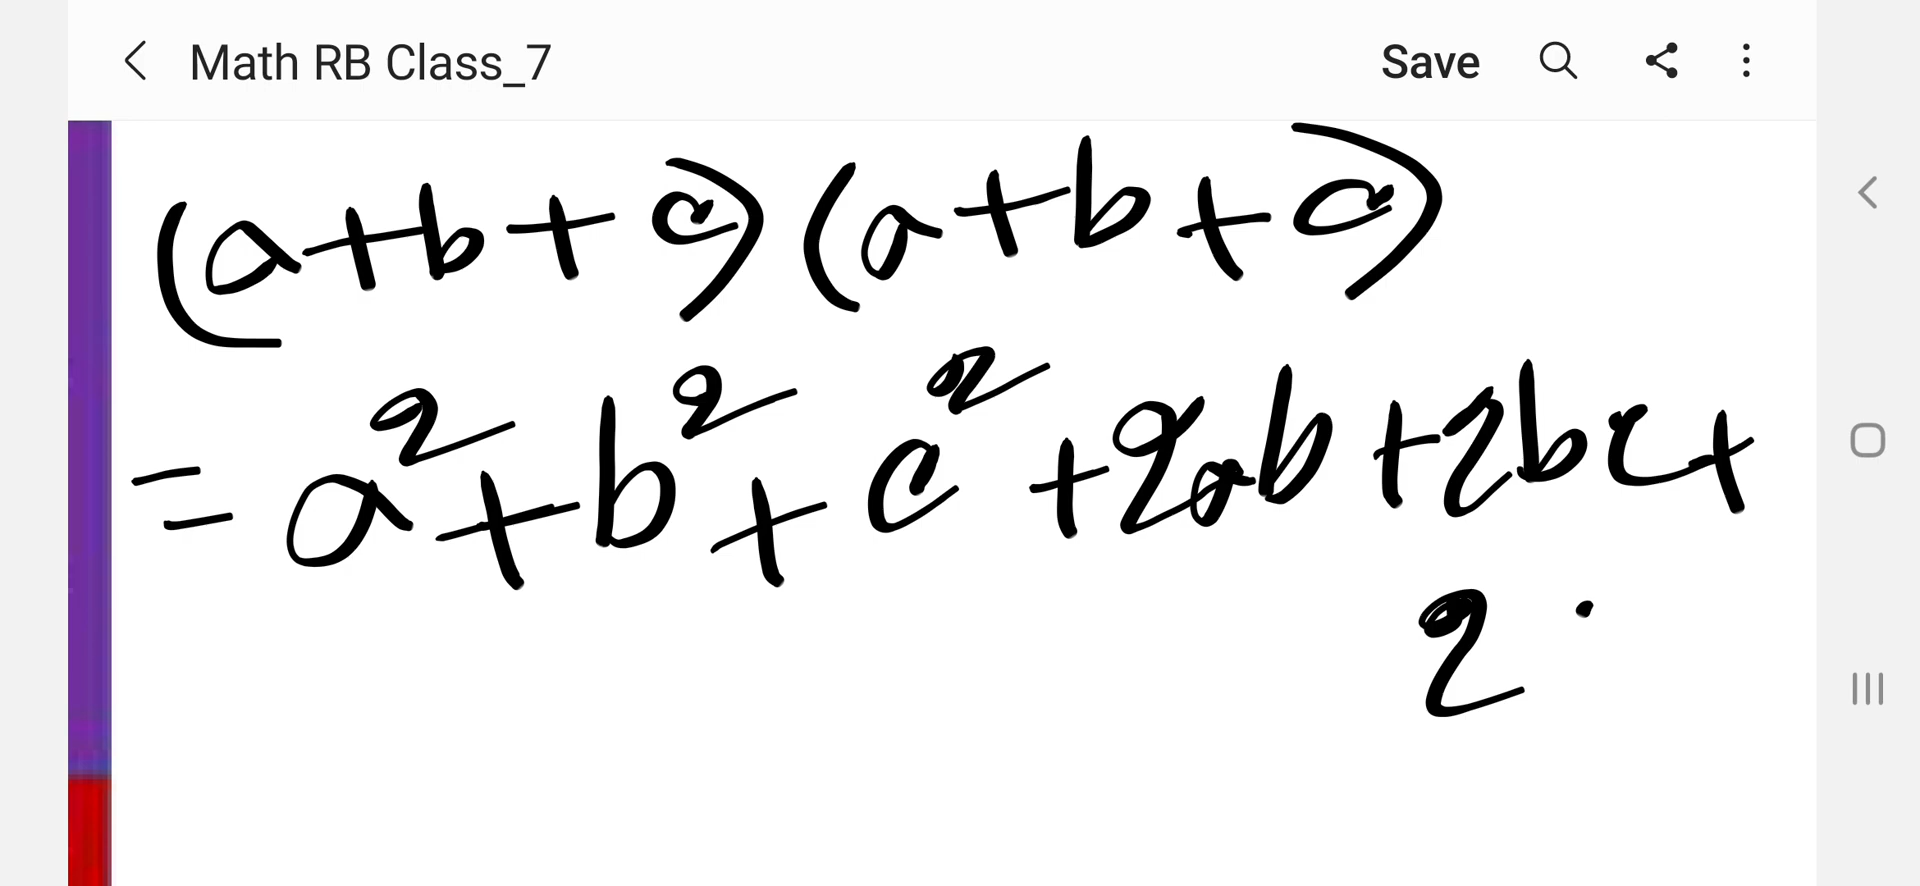 Math RB Class_7 Save
(a+b+c)(a+b+c)
= a²+b²+c²+2ab+2bc+
2.